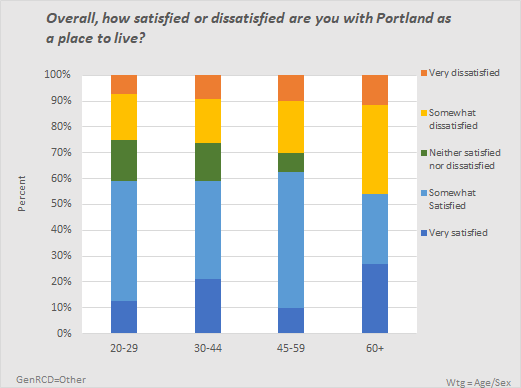 Overall, how satisfied or dissatisfied are you with Portland as
a place to live?
100%
90%
80%
70%
60%
50%
40%
30%
20%
10%
0%
Percent
20-29
30-44
45-59
60+
Very dissatisfied
Somewhat
dissatisfied
Neither satisfied
nor dissatisfied
Somewhat
Satisfied
Very satisfied
GenRCD=Other
Wtg = Age/Sex